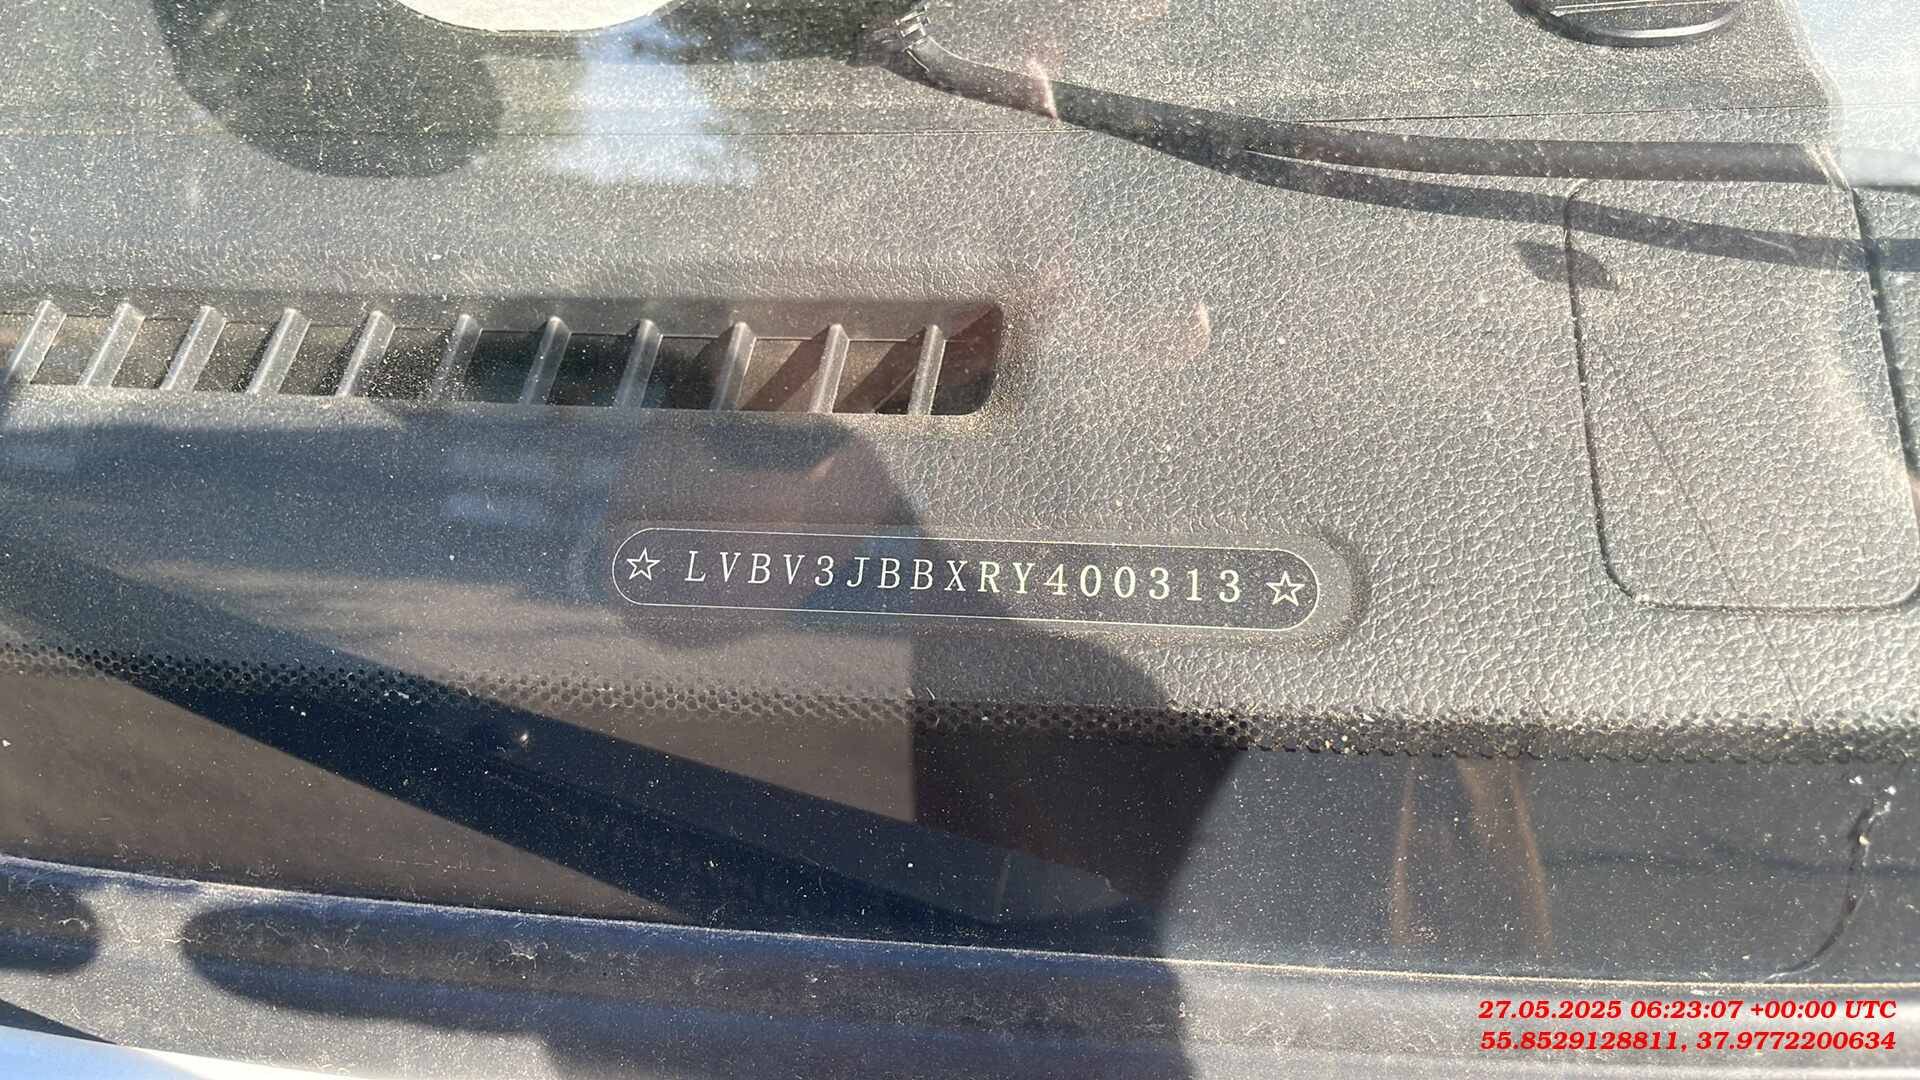 ☆ LVBV3JBBXRY400313 ☆
27.05.2025 06:23:07 +00:00 UTC
55.8529128811, 37.9772200634